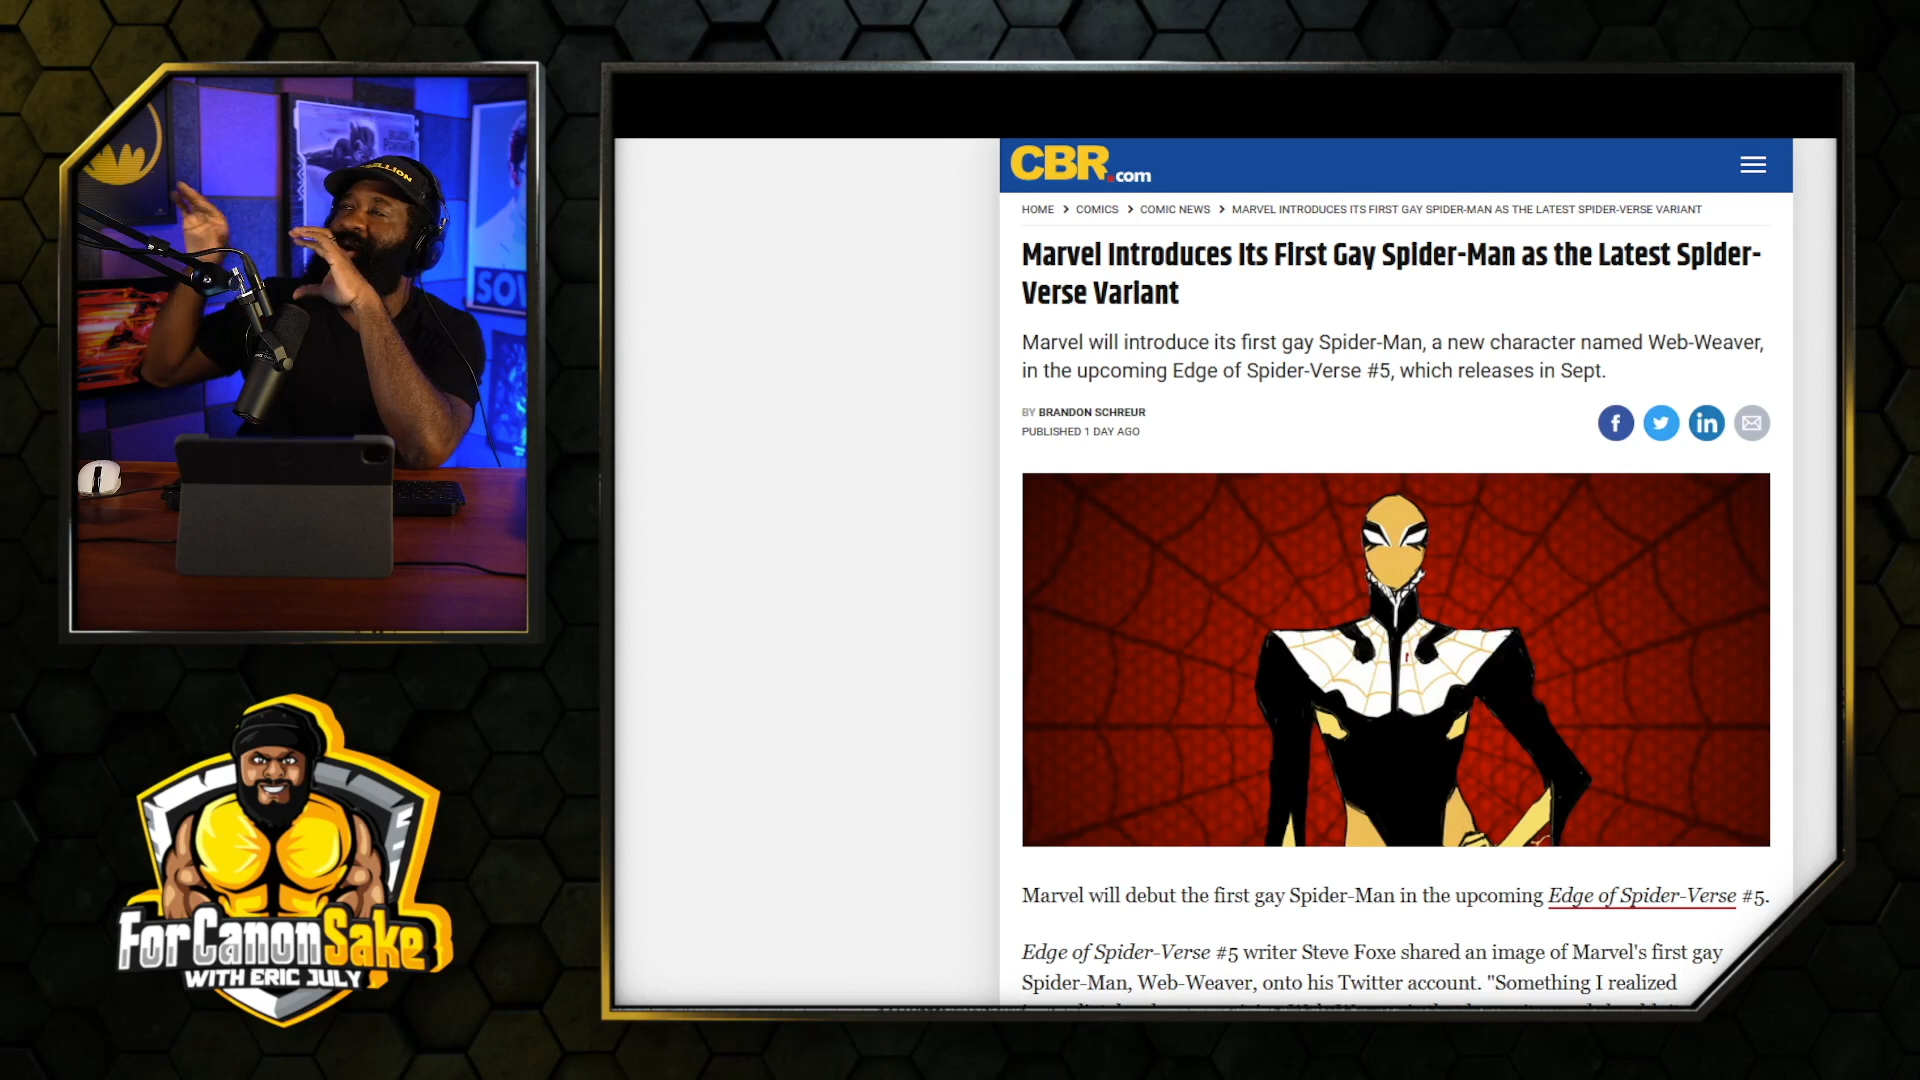 BLACK
PANTHER
SOW
CBR.com
HOME > COMICS > COMIC NEWS > MARVEL INTRODUCES ITS FIRST GAY SPIDER-MAN AS THE LATEST SPIDER-VERSE VARIANT
Marvel Introduces Its First Gay Spider-Man as the Latest Spider-
Verse Variant
Marvel will introduce its first gay Spider-Man, a new character named Web-Weaver,
in the upcoming Edge of Spider-Verse #5, which releases in Sept.
BY BRANDON SCHREUR
PUBLISHED 1 DAY AGO
Marvel will debut the first gay Spider-Man in the upcoming Edge of Spider-Verse #5.
Edge of Spider-Verse #5 writer Steve Foxe shared an image of Marvel's first gay
Spider-Man, Web-Weaver, onto his Twitter account. "Something I realized
ForCanonSake
WITH ERIC JULY